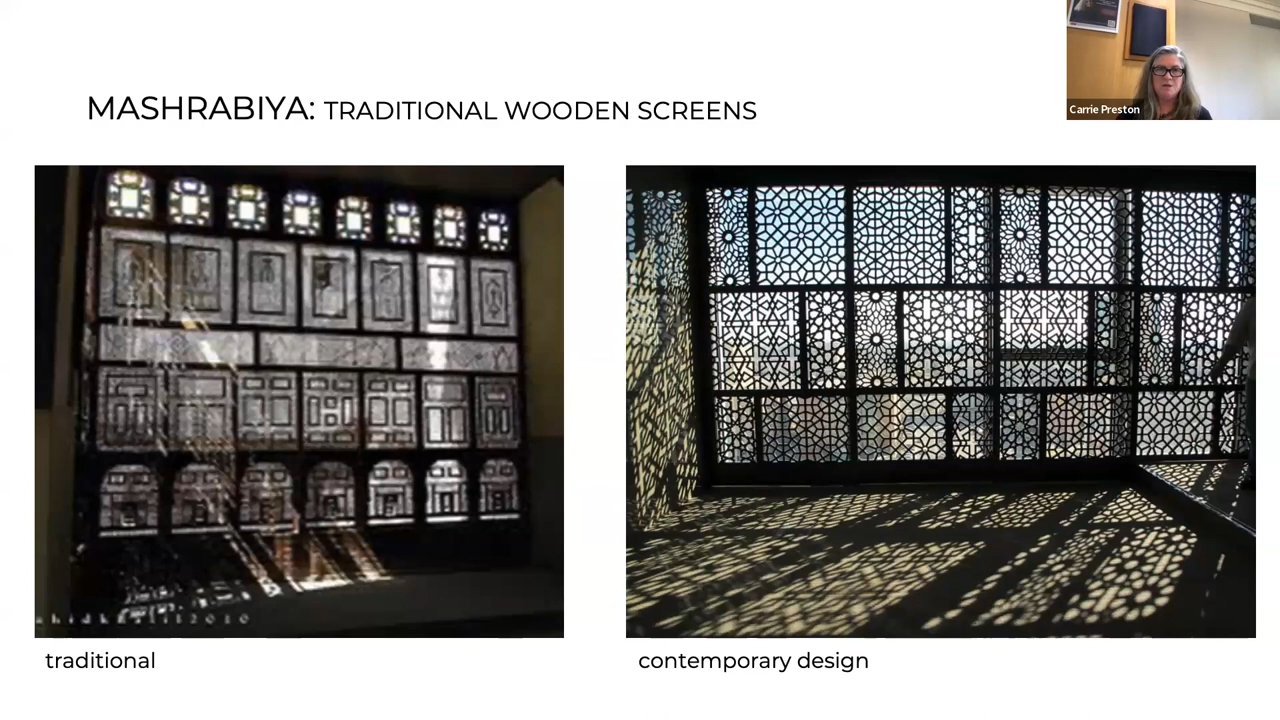 MASHRABIYA: TRADITIONAL WOODEN SCREENS
Carrie Preston
traditional
contemporary design